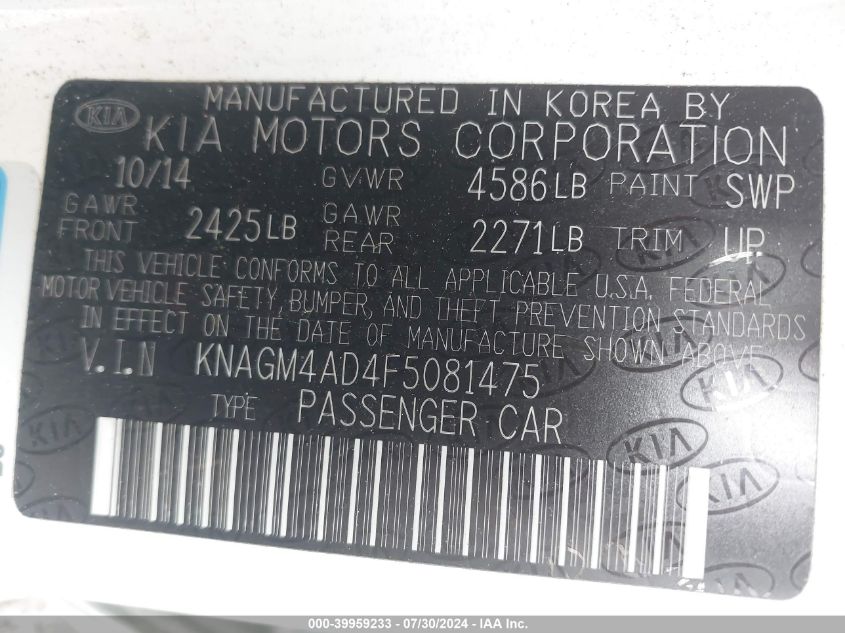 MANUFACTURED IN KOREA BY
KIA
KIA MOTORS CORPORATION
10/14 GVWR 4586LB PAINT SWP
GAWR FRONT 2425LB GAWR REAR 2271LB TRIM UP
THIS VEHICLE CONFORMS TO ALL APPLICABLE U.S.A. FEDERAL
MOTOR VEHICLE SAFETY, BUMPER, AND THEFT PREVENTION STANDARDS
IN EFFECT ON THE DATE OF MANUFACTURE SHOWN ABOVE
V.I.N KNAGM4AD4F5081475
TYPE PASSENGER CAR
KIA
KIA
KIA
000-39959233 - 07/30/2024 - IAA Inc.